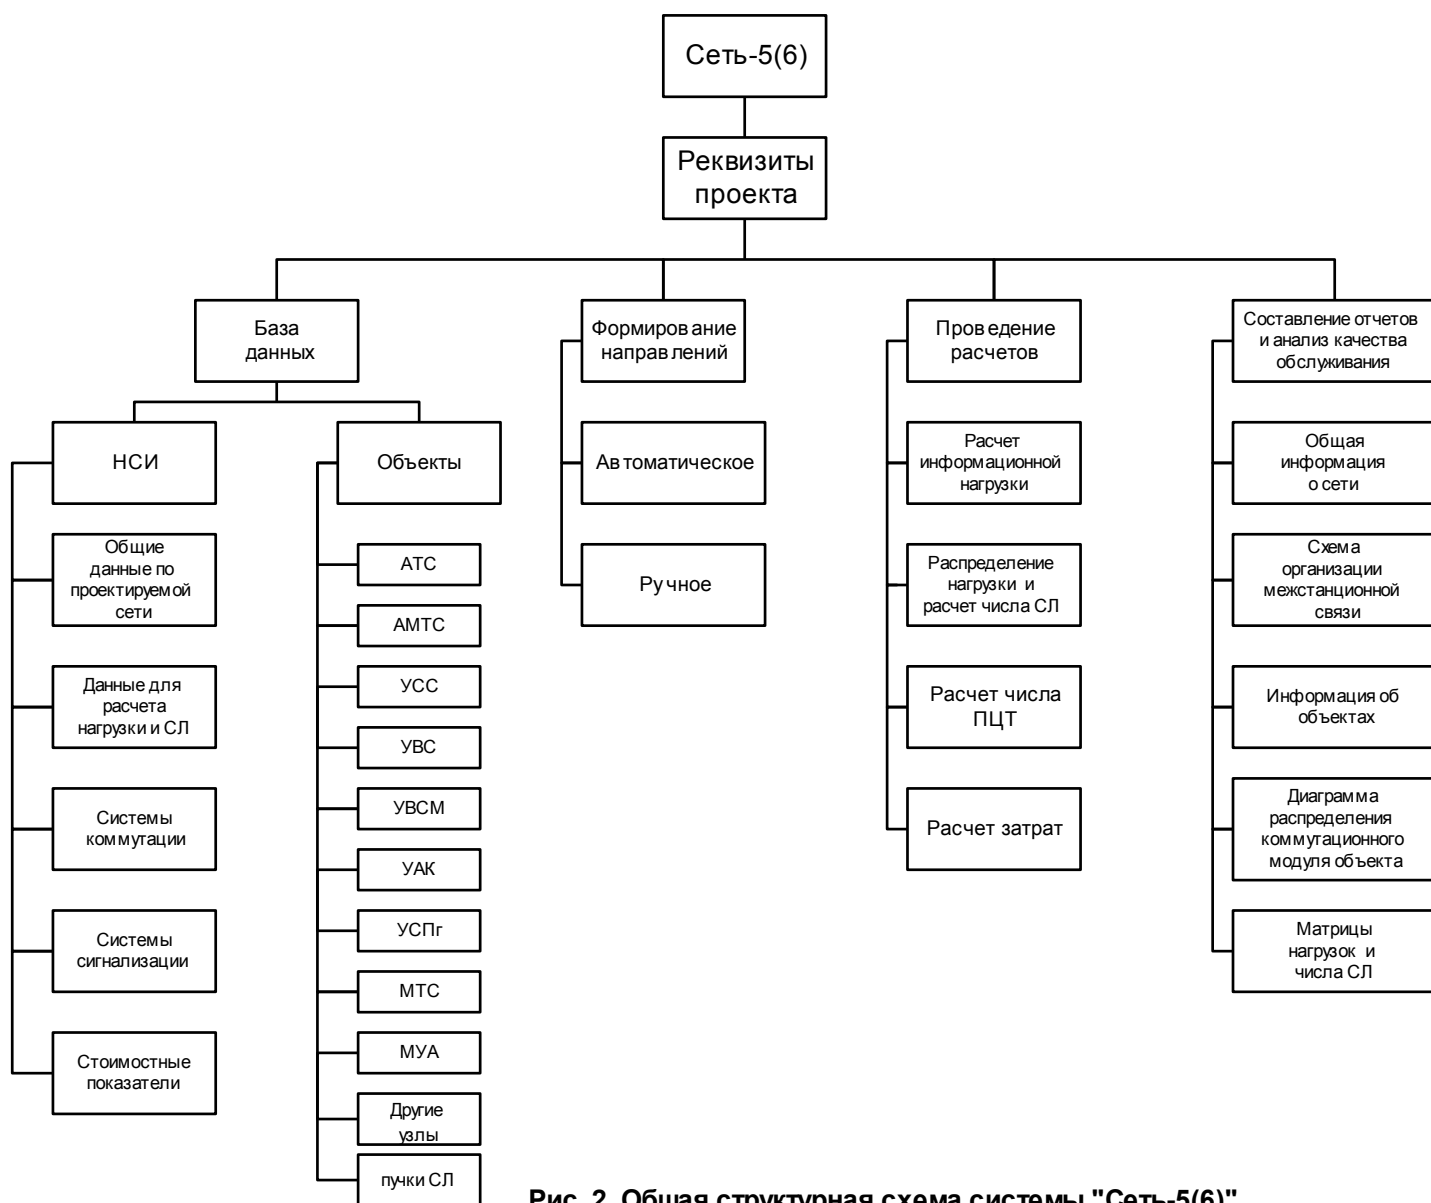 Сеть-5(6)
Реквизиты
проекта
База
данных
Формирование
направлений
Проведение
расчетов
Составление отчетов
и анализ качества
обслуживания
НСИ
Общие
данные по
проектируемой
сети
Данные для
расчета
нагрузки и СЛ
Системы
коммутации
Системы
сигнализации
Стоимостные
показатели
Объекты
АТС
АМТС
УСС
УВС
УВСМ
УАК
УСПг
МТС
МУА
Другие
узлы
пучки СЛ
Автоматическое
Ручное
Расчет
информационной
нагрузки
Распределение
нагрузки и
расчет числа СЛ
Расчет числа
ПЦТ
Расчет затрат
Общая
информация
о сети
Схема
организации
межстанционной
связи
Информация об
объектах
Диаграмма
распределения
коммутационного
модуля объекта
Матрицы
нагрузок и
числа СЛ
Рис. 2. Общая структурная схема системы "Сеть-5(6)"